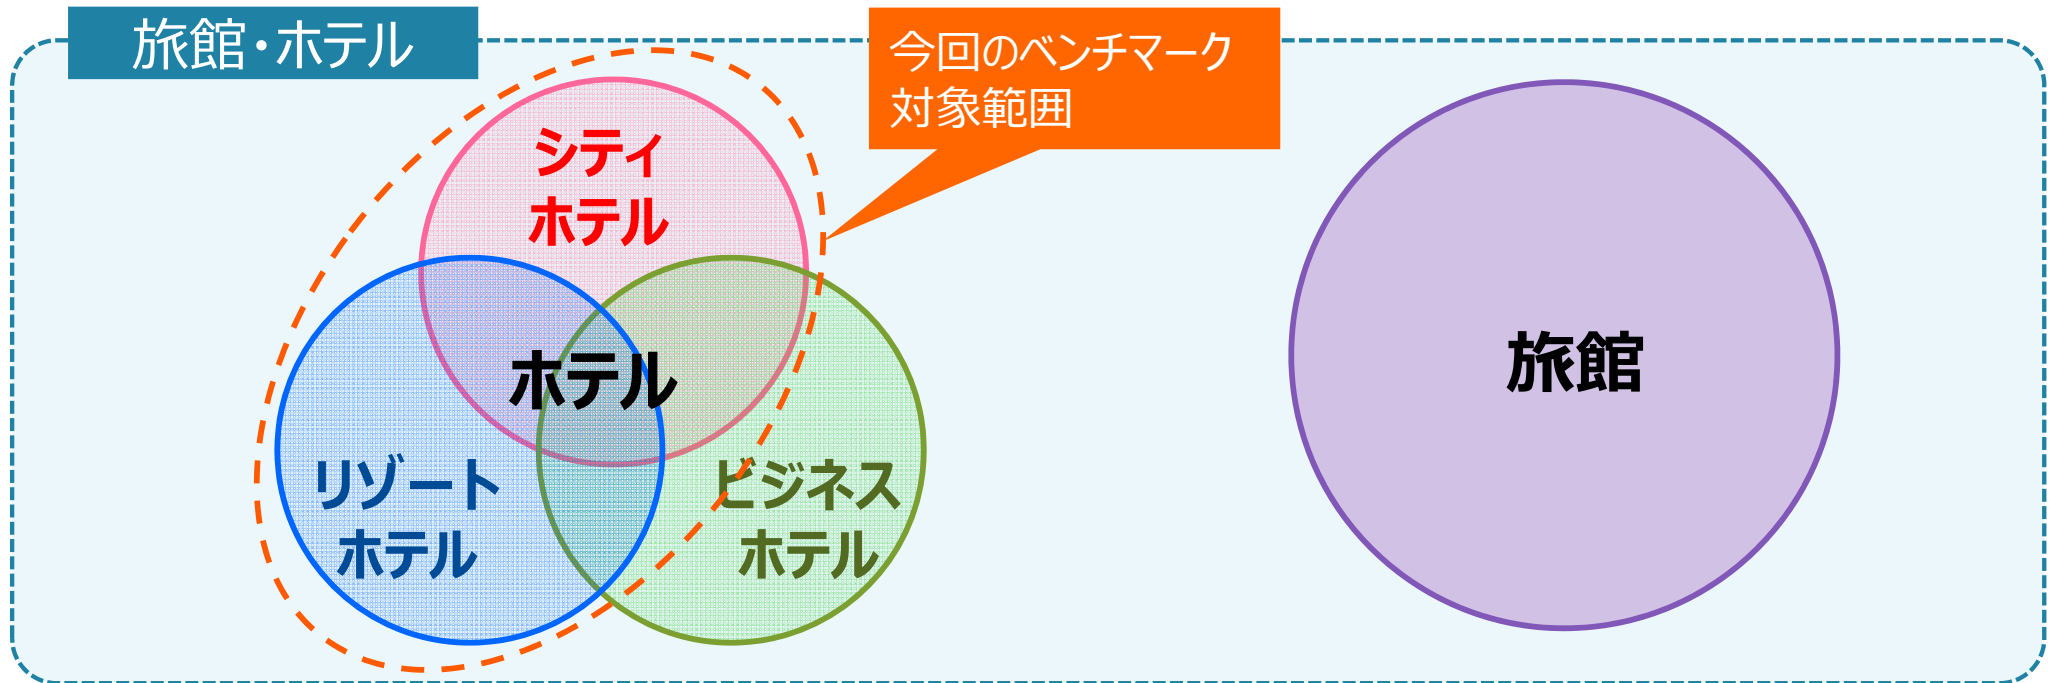 旅館・ホテル
今回のベンチマーク
対象範囲
シティ
ホテル
ホテル
リゾート
ホテル
ビジネス
ホテル
旅館